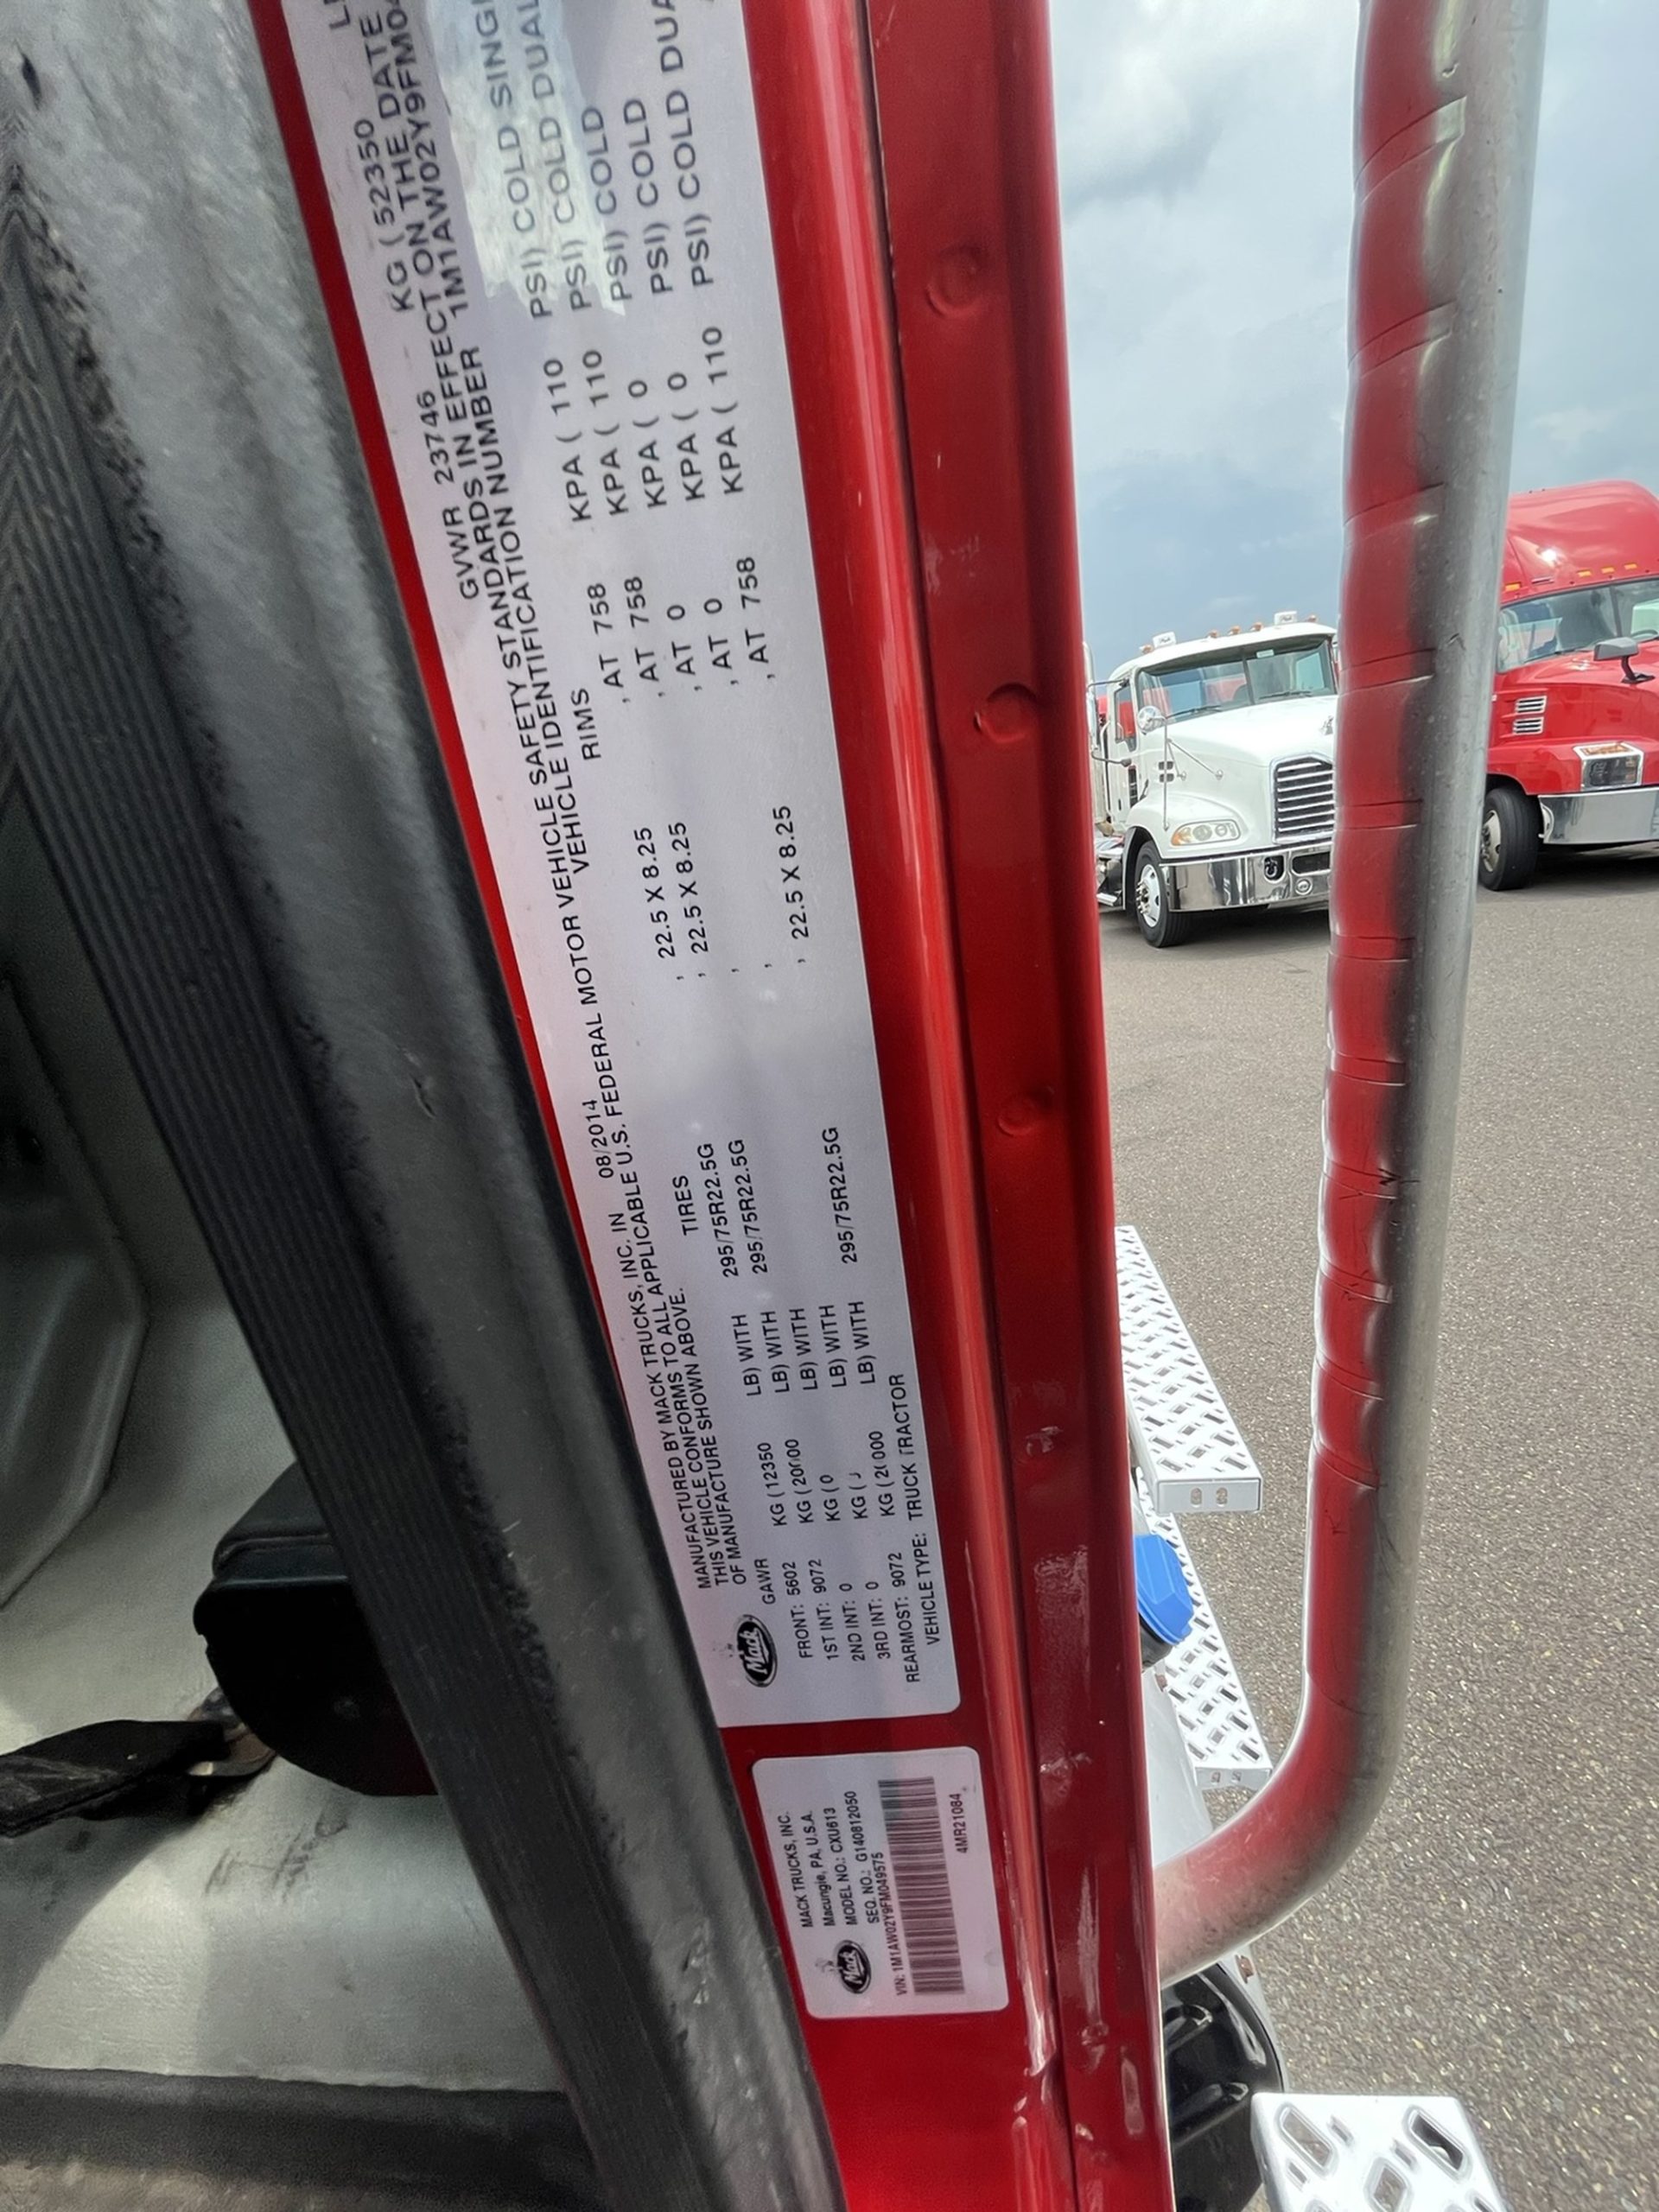 MANUFACTURED BY MACK TRUCKS, INC. IN 08/2014 GVWR 23746 KG ( 52350
THIS VEHICLE CONFORMS TO ALL APPLICABLE U.S. FEDERAL MOTOR VEHICLE SAFETY STANDARDS IN EFFECT ON THE DATE
OF MANUFACTURE SHOWN ABOVE. VEHICLE IDENTIFICATION NUMBER
GAWR TIRES RIMS
FRONT: 5602 KG ( 12350 LB) WITH 295/75R22.5G , 22.5 X 8.25 , AT 758 KPA ( 110 PSI) COLD
1ST INT: 9072 KG ( 20000 LB) WITH 295/75R22.5G , 22.5 X 8.25 , AT 758 KPA ( 110 PSI) COLD
2ND INT: 0 KG ( 0 LB) WITH , , AT 0 KPA ( 0 PSI) COLD
3RD INT: 0 KG ( LB) WITH , , AT 0 KPA ( 0 PSI) COLD
REARMOST: 9072 KG ( 20000 LB) WITH 295/75R22.5G , 22.5 X 8.25 , AT 758 KPA ( 110 PSI) COLD
VEHICLE TYPE: TRUCK TRACTOR
Mack
MACK TRUCKS, INC.
Macungie, PA, U.S.A.
MODEL NO.: CXU613
SEQ. NO.: G140812050
VIN: 1M1AW02Y9FM049575
4MR21084
Mack